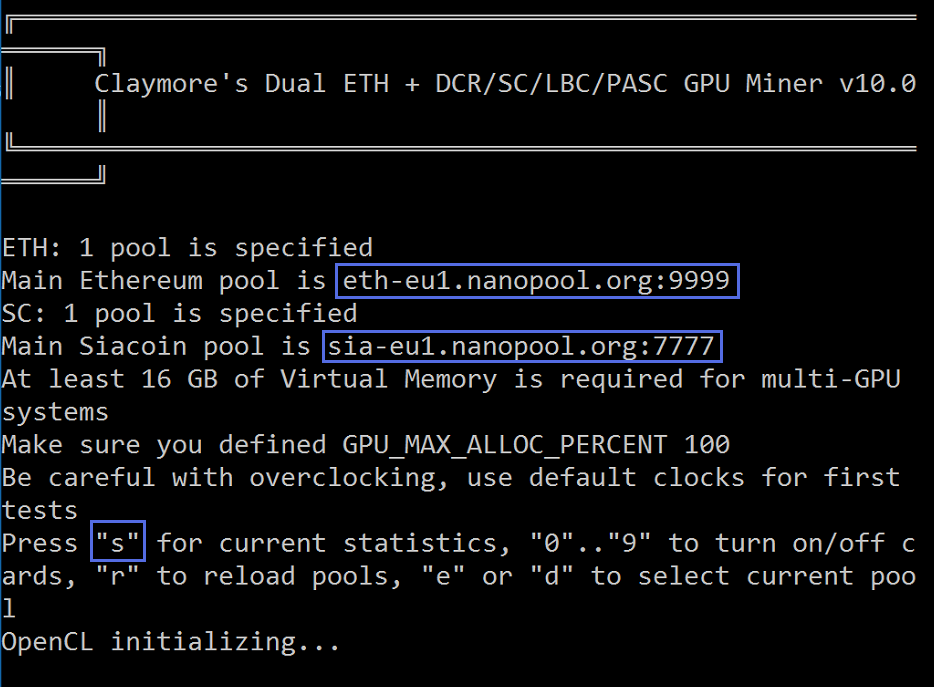 Claymore's Dual ETH + DCR/SC/LBC/PASC GPU Miner v10.0
ETH: 1 pool is specified
Main Ethereum pool is eth-eu1.nanopool.org:9999
SC: 1 pool is specified
Main Siacoin pool is sia-eu1.nanopool.org:7777
At least 16 GB of Virtual Memory is required for multi-GPU
systems
Make sure you defined GPU_MAX_ALLOC_PERCENT 100
Be careful with overclocking, use default clocks for first
tests
Press "s" for current statistics, "0".."9" to turn on/off c
ards, "r" to reload pools, "e" or "d" to select current poo
l
OpenCL initializing...